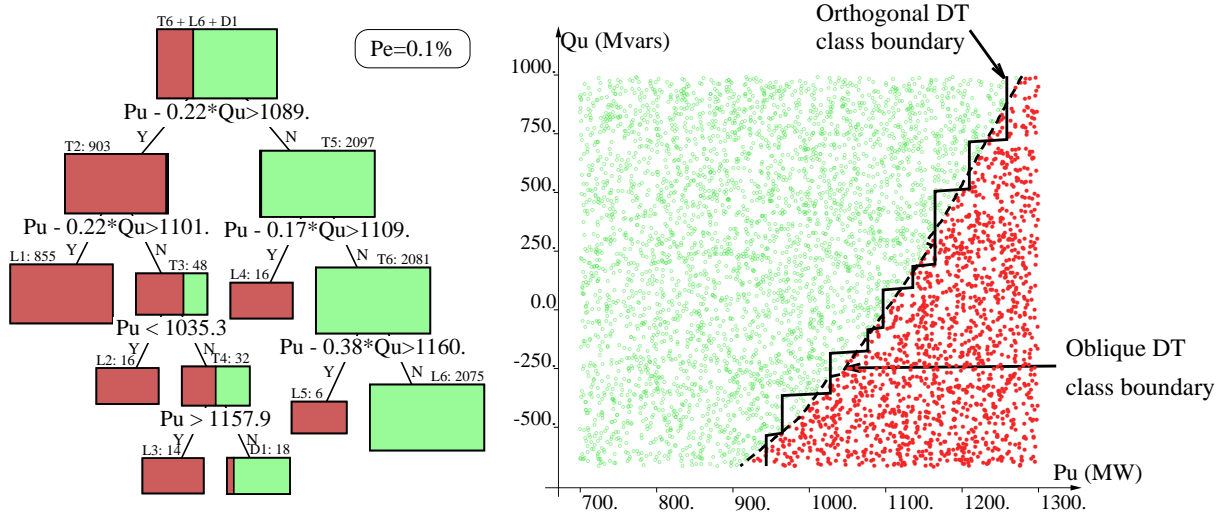 T6 + L6 + D1
Pe=0.1%
Pu - 0.22*Qu>1089.
Y
N
T2: 903
T5: 2097
Pu - 0.22*Qu>1101.
Pu - 0.17*Qu>1109.
Y
N
Y
N
L1: 855
T3: 48
L4: 16
T6: 2081
Pu < 1035.3
Pu - 0.38*Qu>1160.
Y
N
Y
N
L2: 16
T4: 32
L5: 6
L6: 2075
Pu > 1157.9
Y
N
L3: 14
D1: 18
Orthogonal DT
class boundary
Qu (Mvars)
1000.
750.
500.
250.
0.0
-250.
-500.
Oblique DT
class boundary
Pu (MW)
700.
800.
900.
1000.
1100.
1200.
1300.